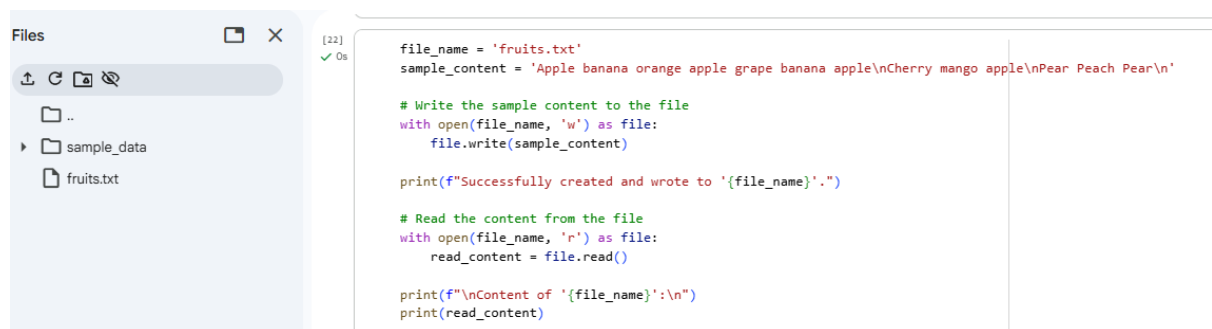 Files
..
sample_data
fruits.txt
[22]
0s
file_name = 'fruits.txt'
sample_content = 'Apple banana orange apple grape banana apple\nCherry mango apple\nPear Peach Pear\n'
# Write the sample content to the file
with open(file_name, 'w') as file:
    file.write(sample_content)
print(f"Successfully created and wrote to '{file_name}'.")
# Read the content from the file
with open(file_name, 'r') as file:
    read_content = file.read()
print(f"\nContent of '{file_name}':\n")
print(read_content)